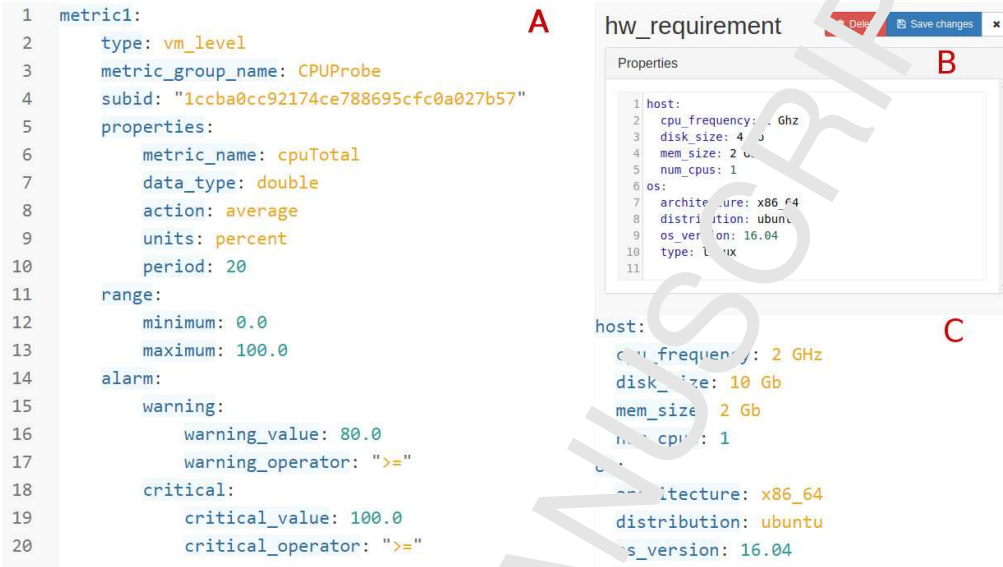 A
1 metric1:
2 type: vm_level
3 metric_group_name: CPUProbe
4 subid: "1ccba0cc92174ce788695cfc0a027b57"
5 properties:
6 metric_name: cpuTotal
7 data_type: double
8 action: average
9 units: percent
10 period: 20
11 range:
12 minimum: 0.0
13 maximum: 100.0
14 alarm:
15 warning:
16 warning_value: 80.0
17 warning_operator: ">="
18 critical:
19 critical_value: 100.0
20 critical_operator: ">="
hw_requirement
Save changes ×
Properties
B
1 host:
2 cpu_frequency: Ghz
3 disk_size: 4
4 mem_size: 2
5 num_cpus: 1
6 os:
7 x86_64
8
9 16.04
10 type:
11
C
host:
2 GHz
10 Gb
mem_size 2 Gb
: 1
: x86_64
distribution: ubuntu
16.04